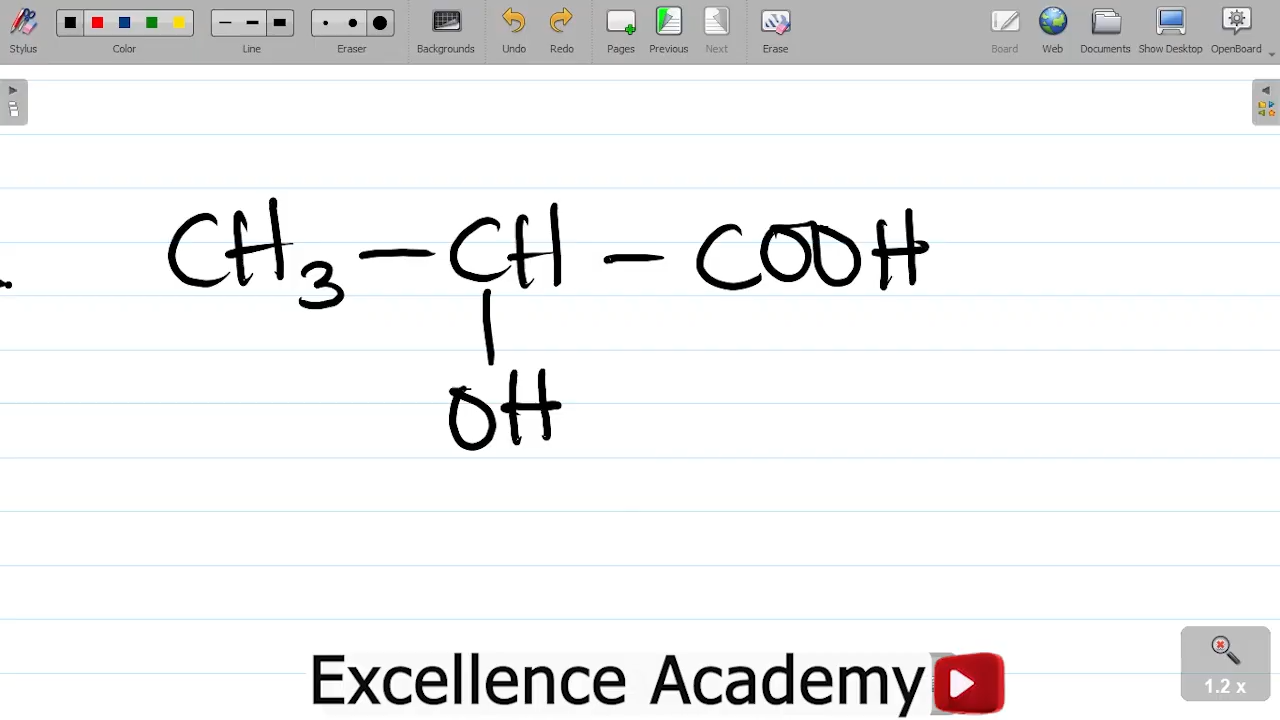 Stylus Color Line Eraser Backgrounds Undo Redo Pages Previous Next Erase Board Web Documents Show Desktop OpenBoard
CH3 — CH — COOH
|
OH
Excellence Academy
1.2 x